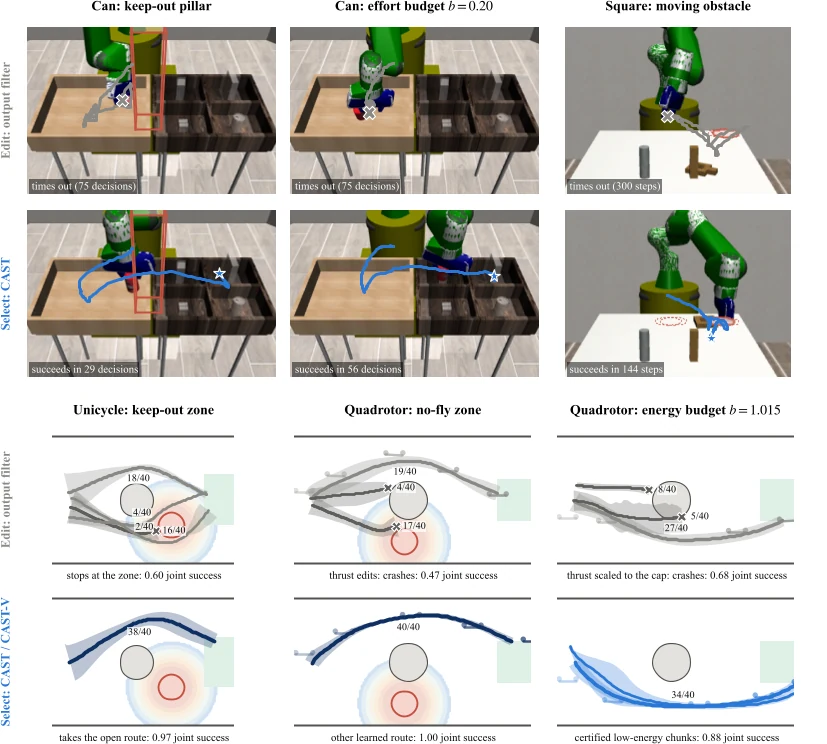 Can: keep-out pillar
Can: effort budget b = 0.20
Square: moving obstacle
Edit: output filter
times out (75 decisions)
times out (75 decisions)
times out (300 steps)
Select: CAST
succeeds in 29 decisions
succeeds in 56 decisions
succeeds in 144 steps
Unicycle: keep-out zone
Quadrotor: no-fly zone
Quadrotor: energy budget b = 1.015
Edit: output filter
18/40
4/40
2/40
16/40
19/40
4/40
17/40
8/40
5/40
27/40
stops at the zone: 0.60 joint success
thrust edits: crashes: 0.47 joint success
thrust scaled to the cap: crashes: 0.68 joint success
Select: CAST / CAST-V
38/40
40/40
34/40
takes the open route: 0.97 joint success
other learned route: 1.00 joint success
certified low-energy chunks: 0.88 joint success